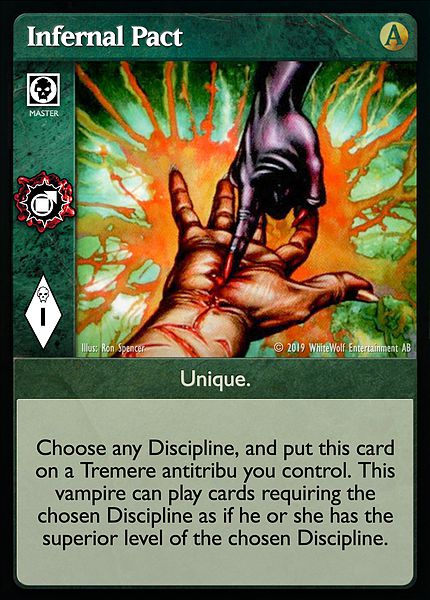 Infernal Pact
A
MASTER
1
Illus: Ron Spencer
© 2019 WhiteWolf Entertainment AB
Unique.
Choose any Discipline, and put this card
on a Tremere antitribu you control. This
vampire can play cards requiring the
chosen Discipline as if he or she has the
superior level of the chosen Discipline.